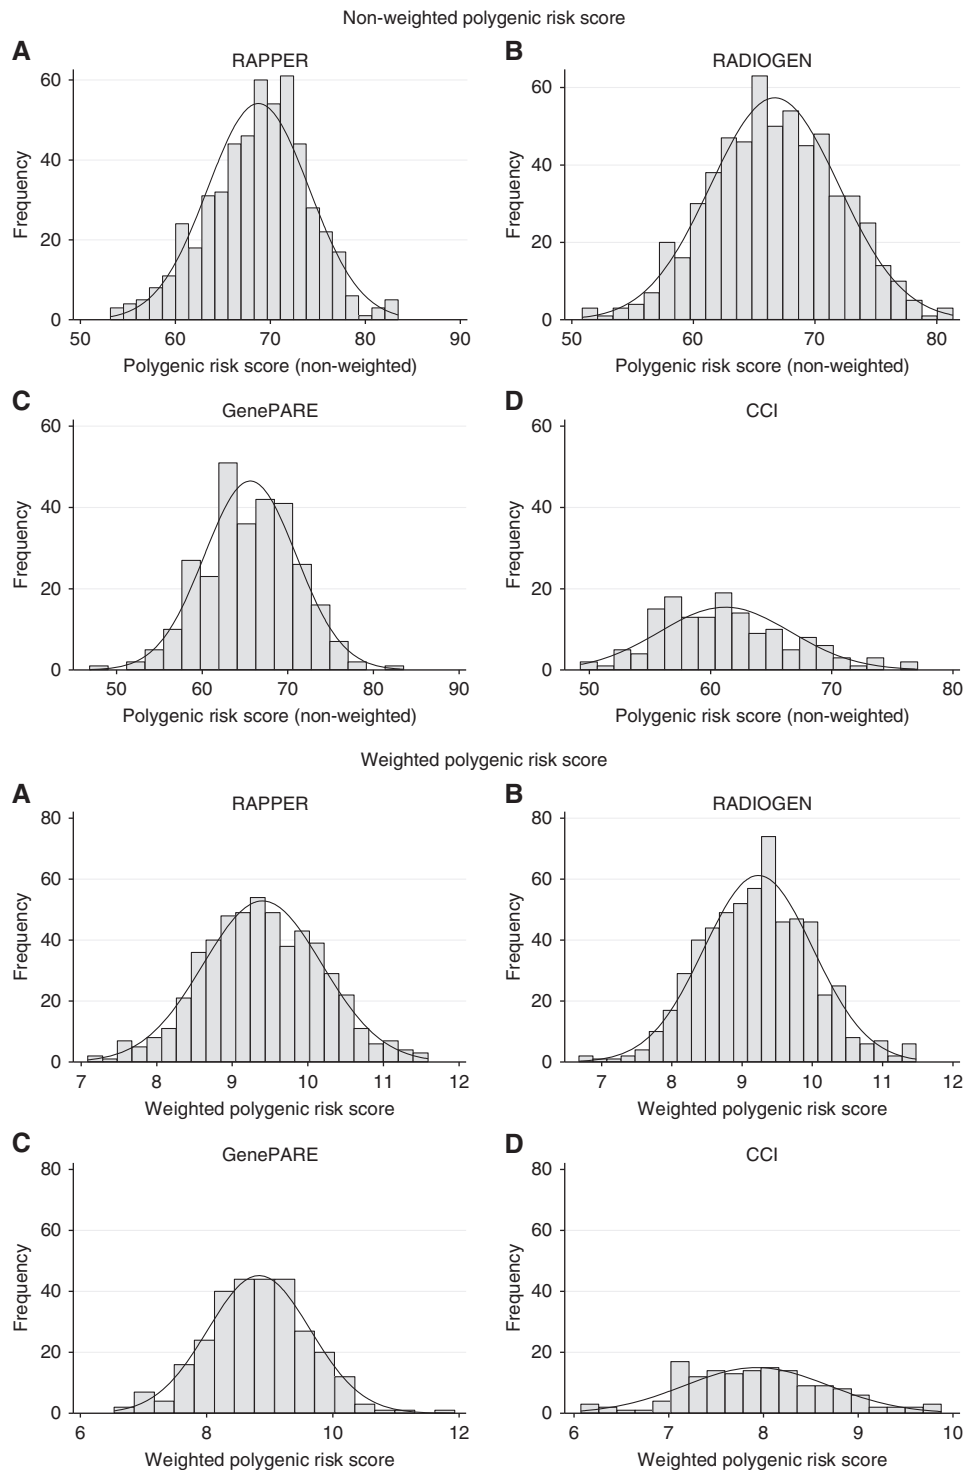 Non-weighted polygenic risk score
A
RAPPER
Frequency
60
40
20
0
50 60 70 80 90
Polygenic risk score (non-weighted)
B
RADIOGEN
Frequency
60
40
20
0
50 60 70 80
Polygenic risk score (non-weighted)
C
GenePARE
Frequency
60
40
20
0
50 60 70 80 90
Polygenic risk score (non-weighted)
D
CCI
Frequency
60
40
20
0
50 60 70 80
Polygenic risk score (non-weighted)
Weighted polygenic risk score
A
RAPPER
Frequency
80
60
40
20
0
7 8 9 10 11 12
Weighted polygenic risk score
B
RADIOGEN
Frequency
80
60
40
20
0
7 8 9 10 11 12
Weighted polygenic risk score
C
GenePARE
Frequency
80
60
40
20
0
6 8 10 12
Weighted polygenic risk score
D
CCI
Frequency
80
60
40
20
0
6 7 8 9 10
Weighted polygenic risk score